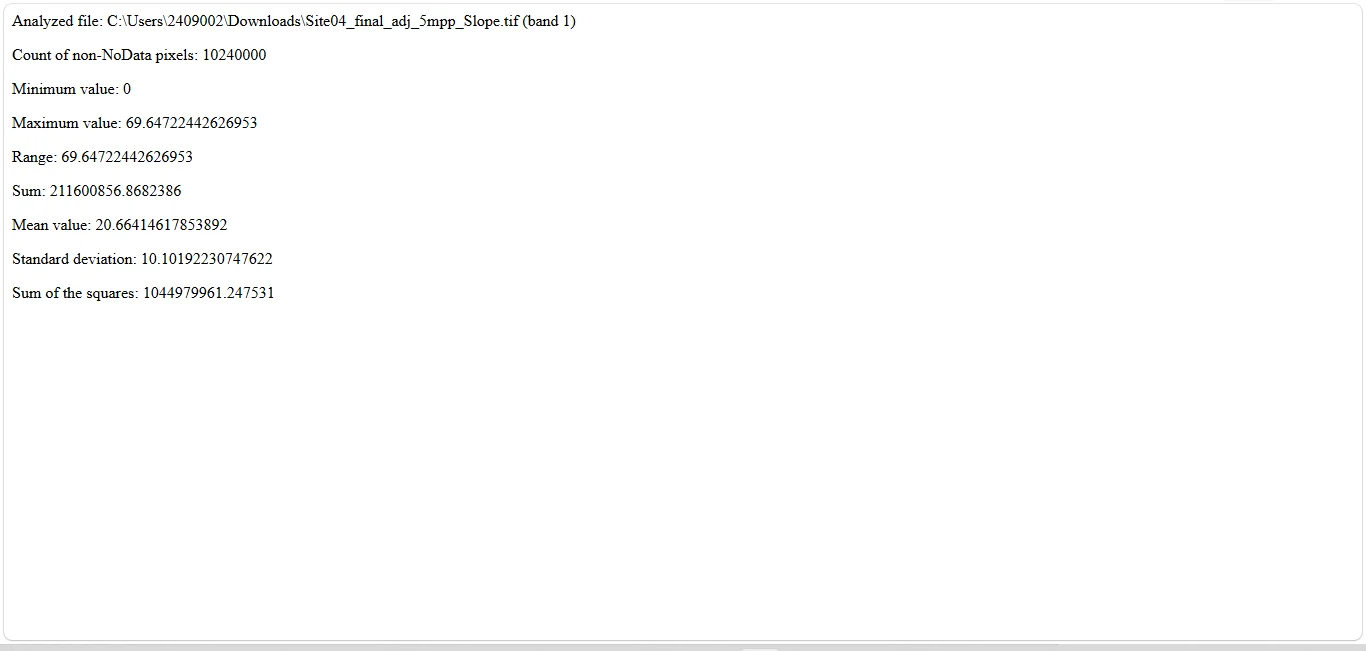 Analyzed file: C:\Users\2409002\Downloads\Site04_final_adj_5mpp_Slope.tif (band 1)
Count of non-NoData pixels: 10240000
Minimum value: 0
Maximum value: 69.64722442626953
Range: 69.64722442626953
Sum: 211600856.8682386
Mean value: 20.66414617853892
Standard deviation: 10.10192230747622
Sum of the squares: 1044979961.247531